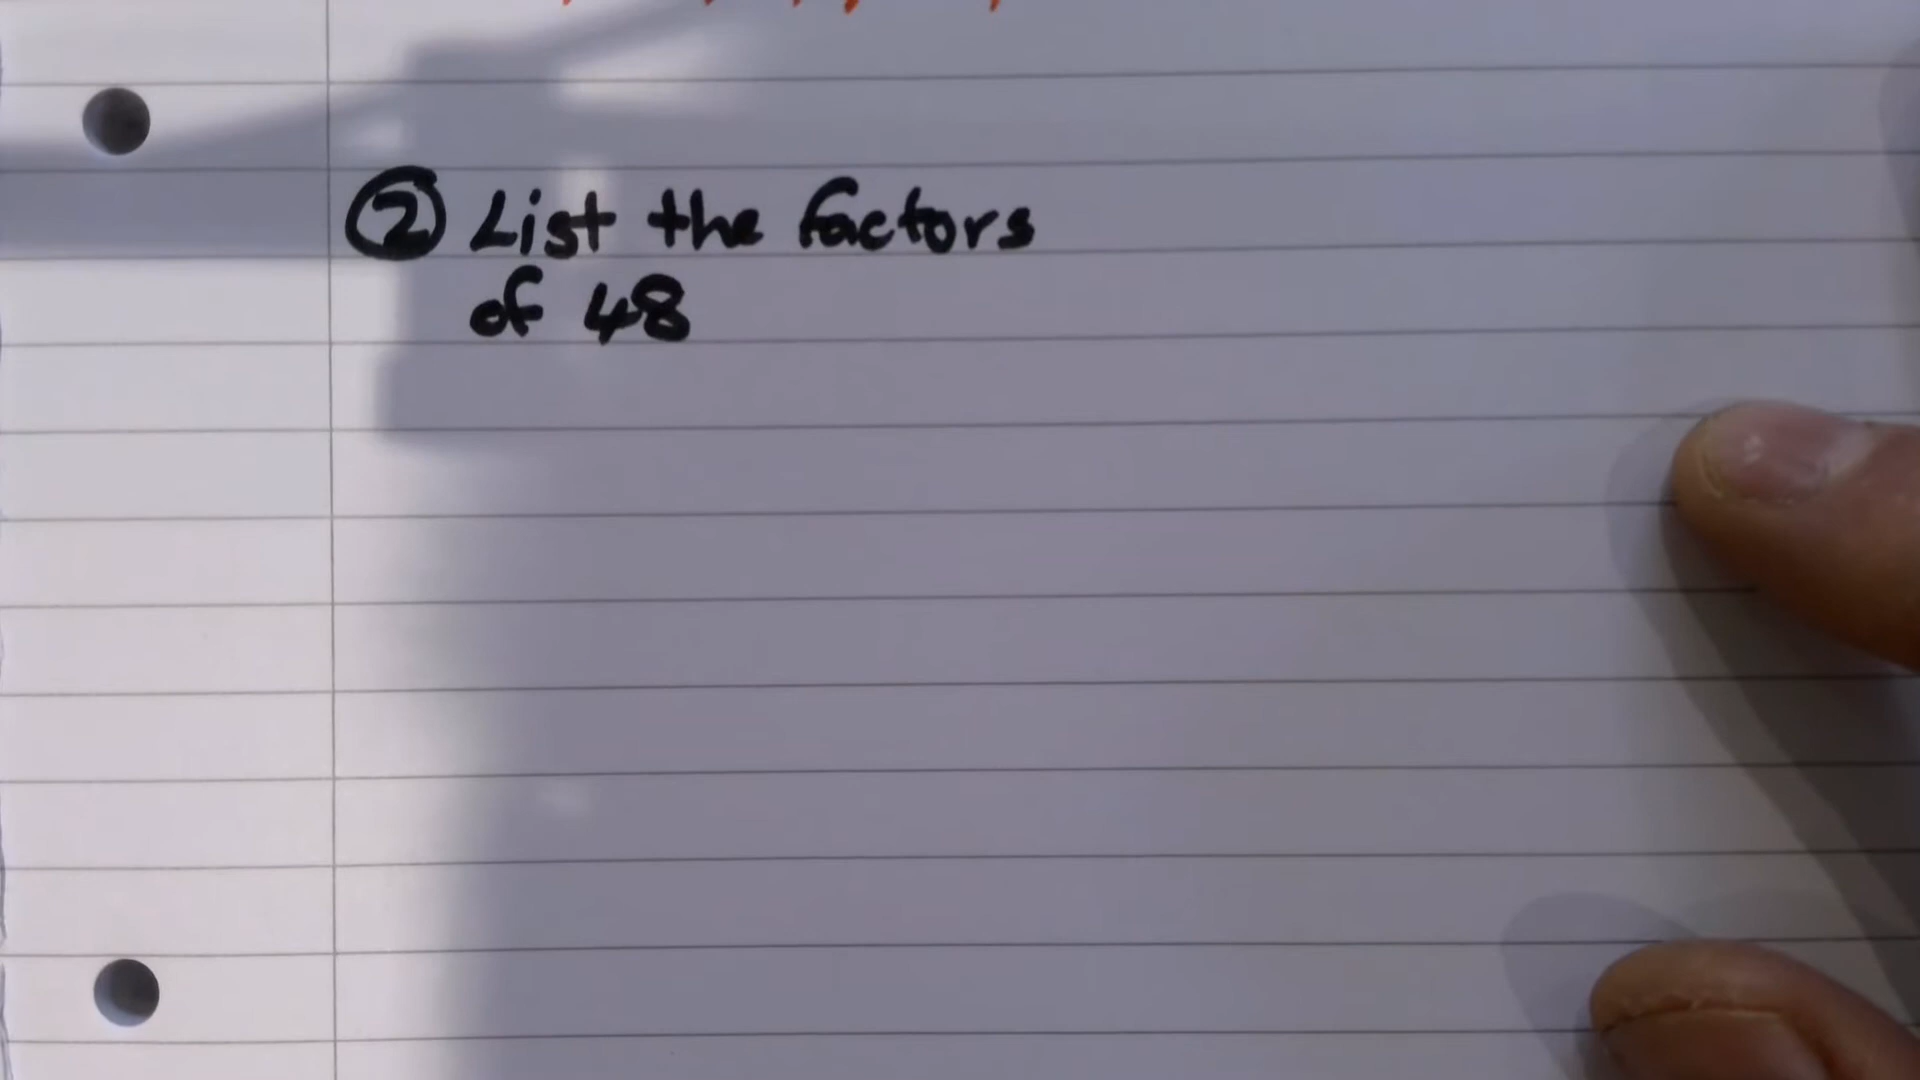 ② List the factors
of 48